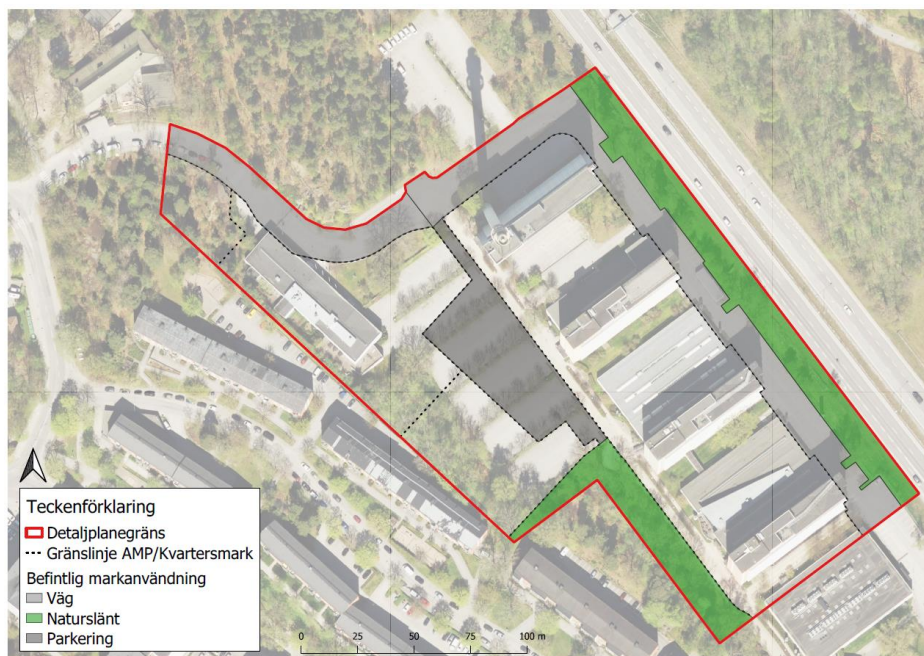 Teckenförklaring
Detaljplanegräns
Gränslinje AMP/Kvartersmark
Befintlig markanvändning
Väg
Naturslänt
Parkering
0 25 50 75 100 m